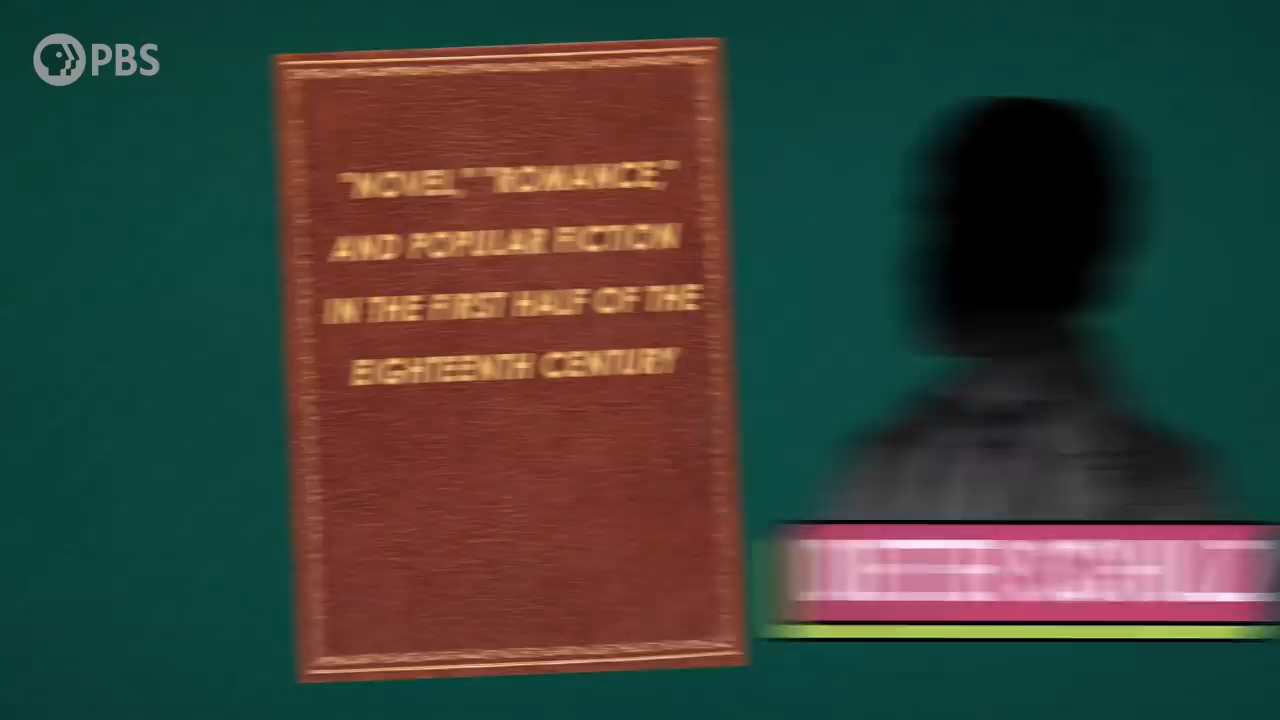 PBS
"NOVEL," "ROMANCE,"
AND POPULAR FICTION
IN THE FIRST HALF OF THE
EIGHTEENTH CENTURY